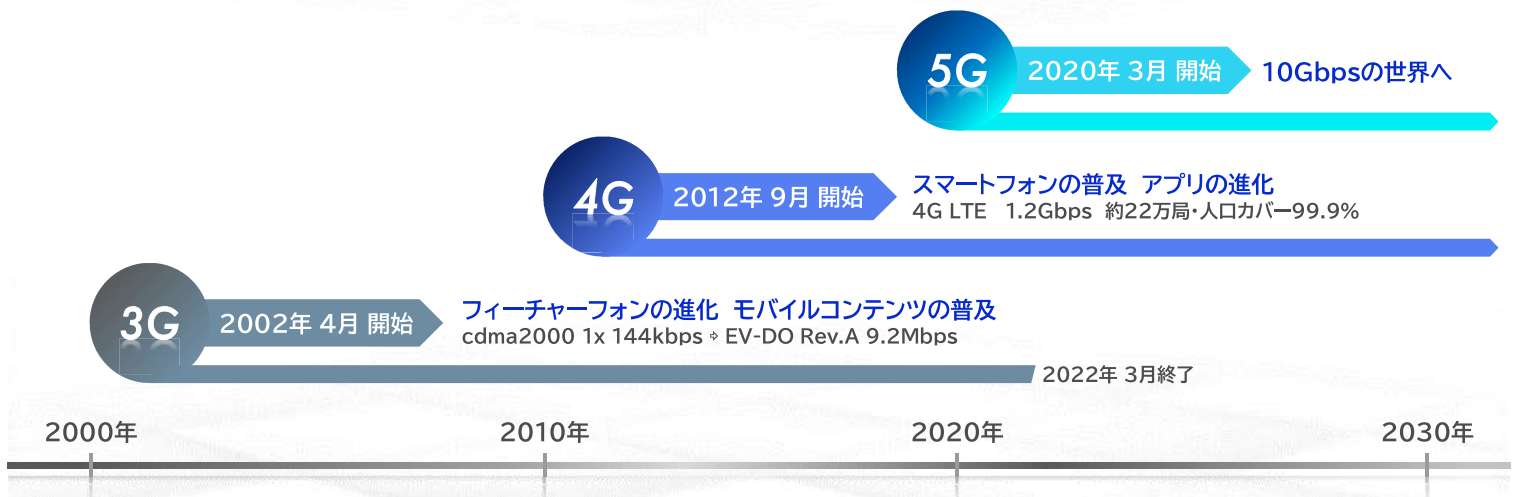 5G
2020年 3月 開始
10Gbpsの世界へ
4G
2012年 9月 開始
スマートフォンの普及 アプリの進化
4G LTE 1.2Gbps 約22万局・人口カバー99.9%
3G
2002年 4月 開始
フィーチャーフォンの進化 モバイルコンテンツの普及
cdma2000 1x 144kbps ⇨ EV-DO Rev.A 9.2Mbps
2022年 3月終了
2000年 2010年 2020年 2030年